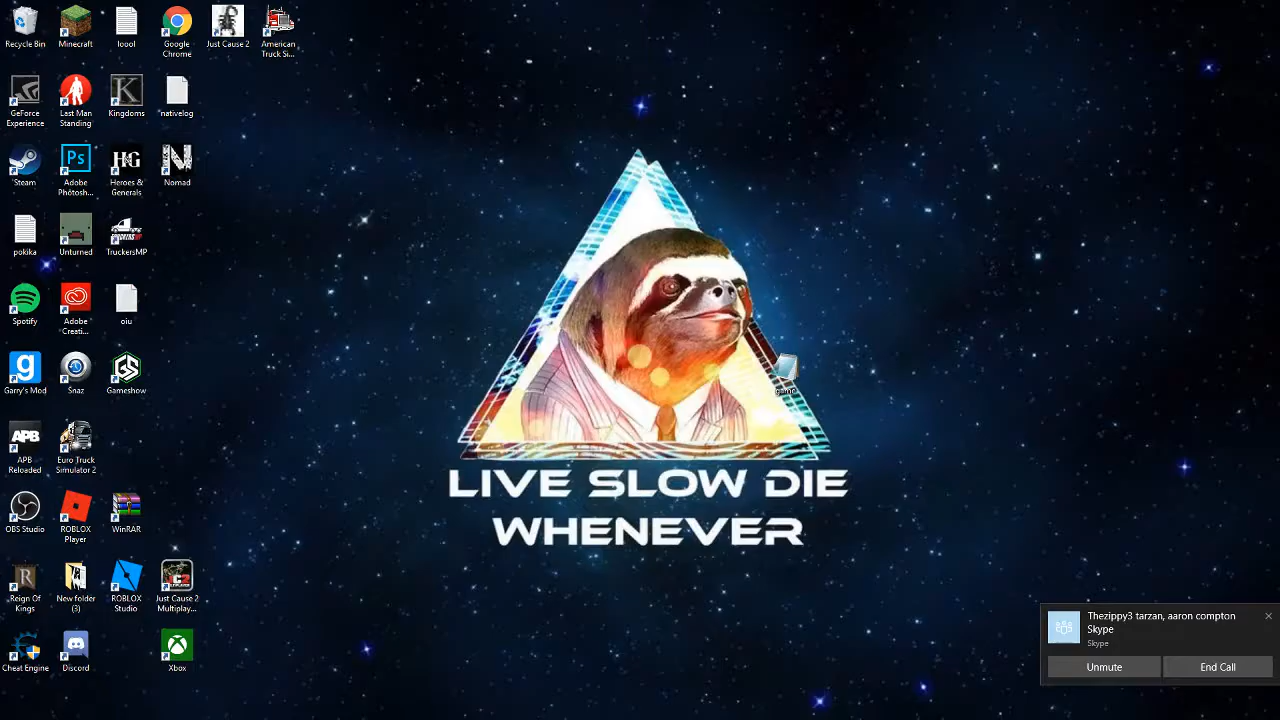 Recycle Bin
Minecraft
loool
Google
Chrome
Just Cause 2
American
Truck Si...
GeForce
Experience
Last Man
Standing
Kingdoms
nativelog
Steam
Ps
Adobe
Photosh...
H&G
Heroes &
Generals
Nomad
pokika
Unturned
TruckersMP
Spotify
Adobe
Creati...
oiu
g
Garry's Mod
Snaz
Gameshow
game
APB
APB
Reloaded
Euro Truck
Simulator 2
OBS Studio
ROBLOX
Player
WinRAR
R
Reign Of
Kings
New folder
(3)
ROBLOX
Studio
Just Cause 2
Multiplay...
Cheat Engine
Discord
Xbox
LIVE SLOW DIE
WHENEVER
Thezippy3 tarzan, aaron compton
Skype
Skype
Unmute
End Call